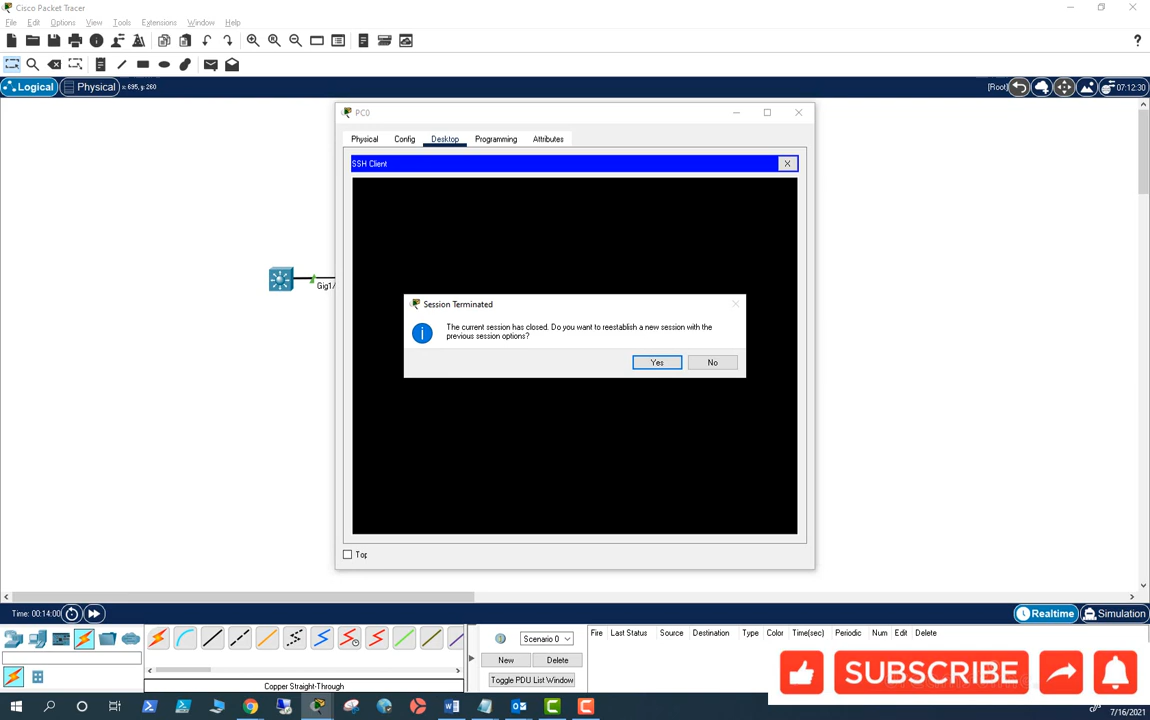 Cisco Packet Tracer
File Edit Options View Tools Extensions Window Help
?
Logical Physical x: 695, y: 260 [Root] 07:12:30
PC0
Physical Config Desktop Programming Attributes
SSH Client X
Gig1/
Session Terminated
The current session has closed. Do you want to reestablish a new session with the
previous session options?
Yes No
Top
Time: 00:14:00 Realtime Simulation
Scenario 0
New Delete
Toggle PDU List Window
Fire Last Status Source Destination Type Color Time(sec) Periodic Num Edit Delete
Copper Straight-Through
SUBSCRIBE
7/16/2021